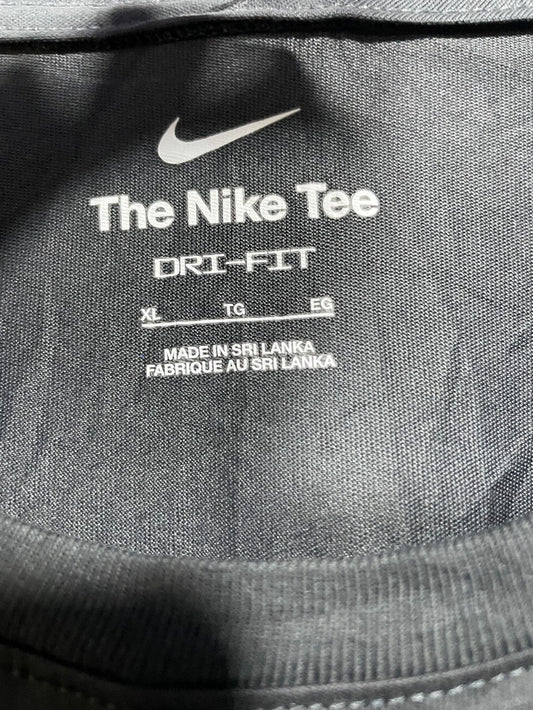 The Nike Tee
DRI-FIT
XL TG EG
MADE IN SRI LANKA
FABRIQUE AU SRI LANKA